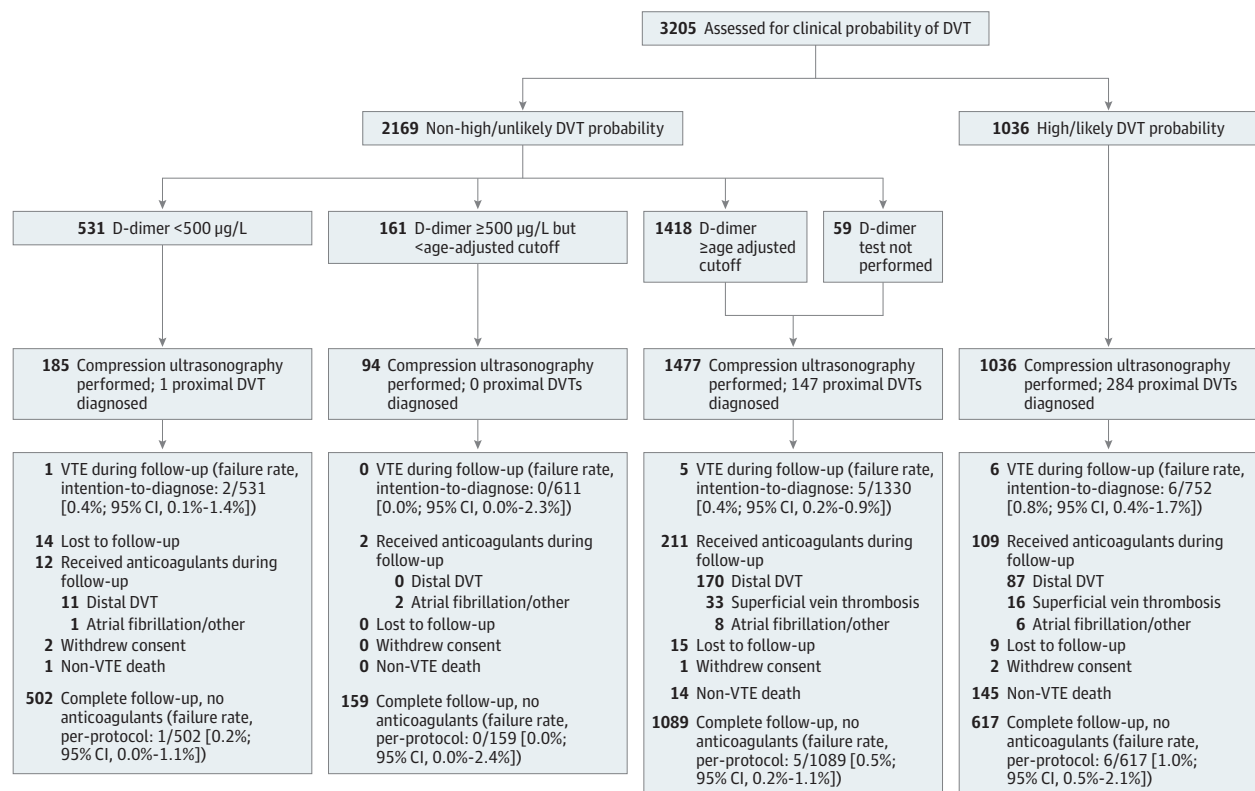 3205 Assessed for clinical probability of DVT
2169 Non-high/unlikely DVT probability
1036 High/likely DVT probability
531 D-dimer <500 µg/L
161 D-dimer ≥500 µg/L but
<age-adjusted cutoff
1418 D-dimer
≥age adjusted
cutoff
59 D-dimer
test not
performed
185 Compression ultrasonography
performed; 1 proximal DVT
diagnosed
94 Compression ultrasonography
performed; 0 proximal DVTs
diagnosed
1477 Compression ultrasonography
performed; 147 proximal DVTs
diagnosed
1036 Compression ultrasonography
performed; 284 proximal DVTs
diagnosed
1 VTE during follow-up (failure rate,
intention-to-diagnose: 2/531
[0.4%; 95% CI, 0.1%-1.4%])
14 Lost to follow-up
12 Received anticoagulants during
follow-up
11 Distal DVT
1 Atrial fibrillation/other
2 Withdrew consent
1 Non-VTE death
502 Complete follow-up, no
anticoagulants (failure rate,
per-protocol: 1/502 [0.2%;
95% CI, 0.0%-1.1%])
0 VTE during follow-up (failure rate,
intention-to-diagnose: 0/611
[0.0%; 95% CI, 0.0%-2.3%])
2 Received anticoagulants during
follow-up
0 Distal DVT
2 Atrial fibrillation/other
0 Lost to follow-up
0 Withdrew consent
0 Non-VTE death
159 Complete follow-up, no
anticoagulants (failure rate,
per-protocol: 0/159 [0.0%;
95% CI, 0.0%-2.4%])
5 VTE during follow-up (failure rate,
intention-to-diagnose: 5/1330
[0.4%; 95% CI, 0.2%-0.9%])
211 Received anticoagulants during
follow-up
170 Distal DVT
33 Superficial vein thrombosis
8 Atrial fibrillation/other
15 Lost to follow-up
1 Withdrew consent
14 Non-VTE death
1089 Complete follow-up, no
anticoagulants (failure rate,
per-protocol: 5/1089 [0.5%;
95% CI, 0.2%-1.1%])
6 VTE during follow-up (failure rate,
intention-to-diagnose: 6/752
[0.8%; 95% CI, 0.4%-1.7%])
109 Received anticoagulants during
follow-up
87 Distal DVT
16 Superficial vein thrombosis
6 Atrial fibrillation/other
9 Lost to follow-up
2 Withdrew consent
145 Non-VTE death
617 Complete follow-up, no
anticoagulants (failure rate,
per-protocol: 6/617 [1.0%;
95% CI, 0.5%-2.1%])